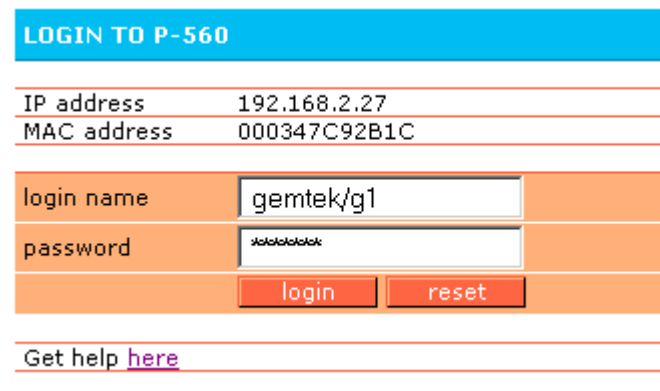 LOGIN TO P-560
IP address 192.168.2.27
MAC address 000347C92B1C
login name gemtek/g1
password ********
login reset
Get help here